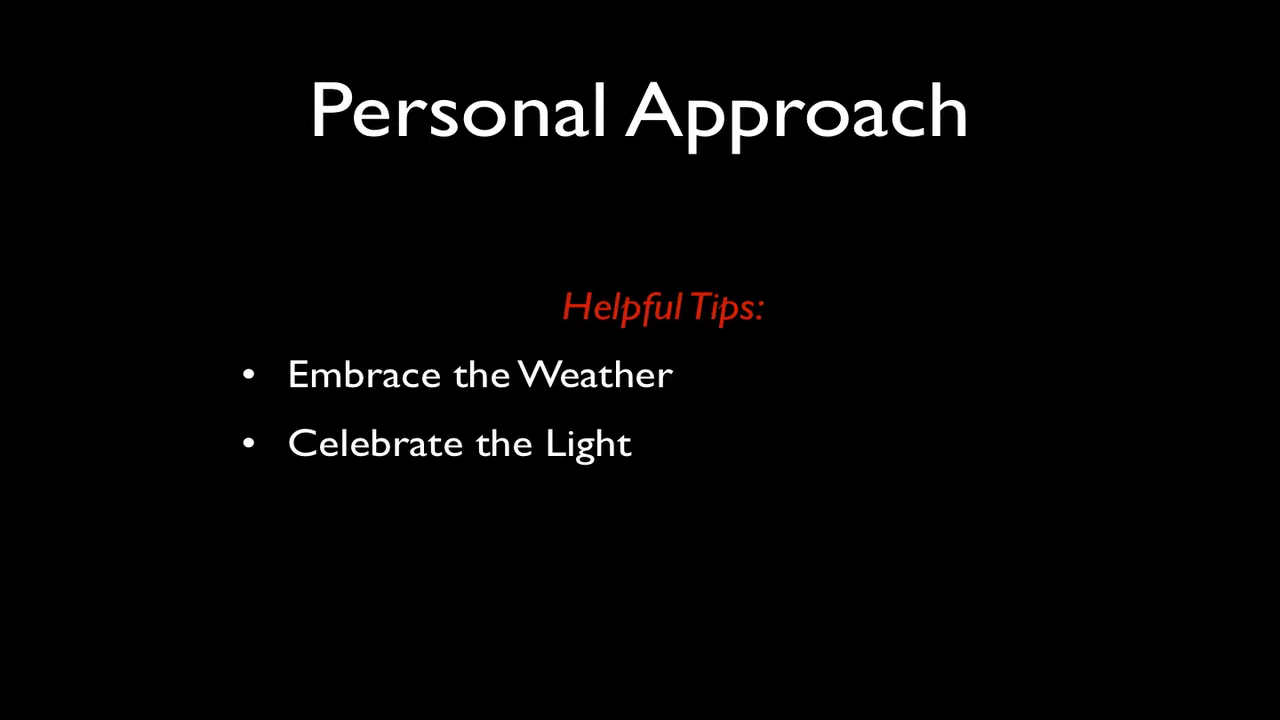 Personal Approach
Helpful Tips:
• Embrace the Weather
• Celebrate the Light